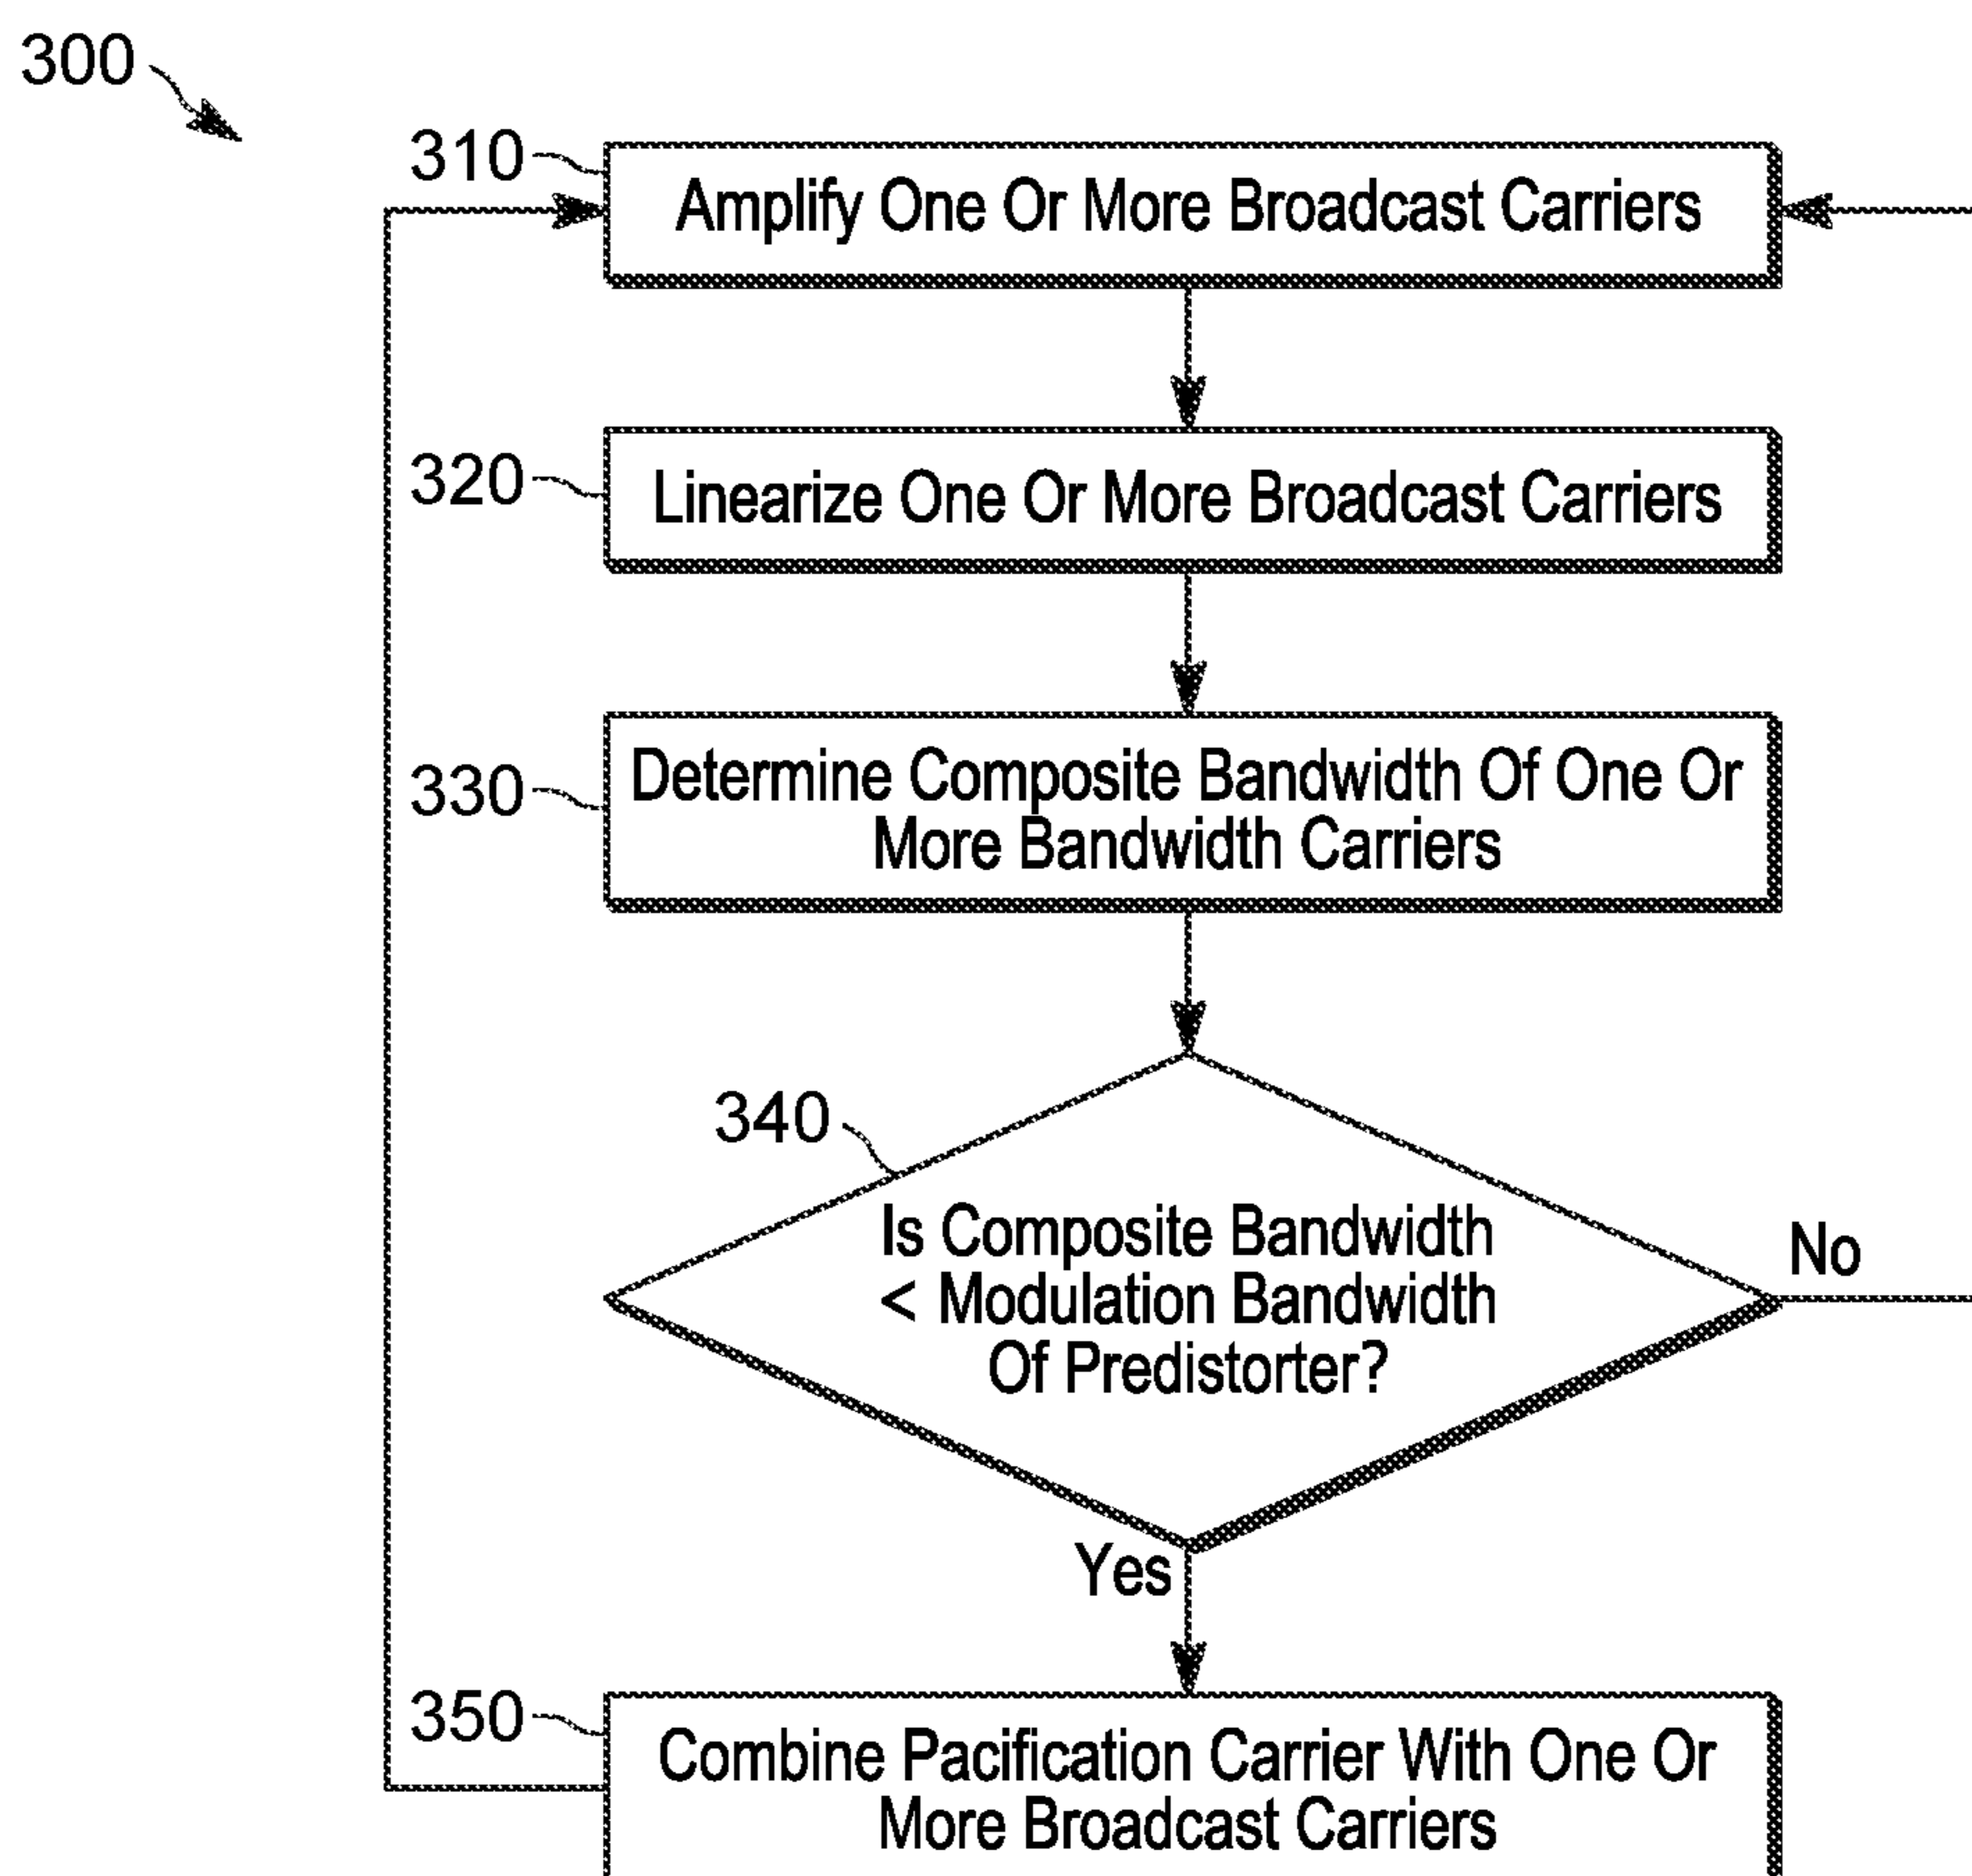 300
310
Amplify One Or More Broadcast Carriers
320
Linearize One Or More Broadcast Carriers
330
Determine Composite Bandwidth Of One Or
More Bandwidth Carriers
340
Is Composite Bandwidth
< Modulation Bandwidth
Of Predistorter?
No
Yes
350
Combine Pacification Carrier With One Or
More Broadcast Carriers